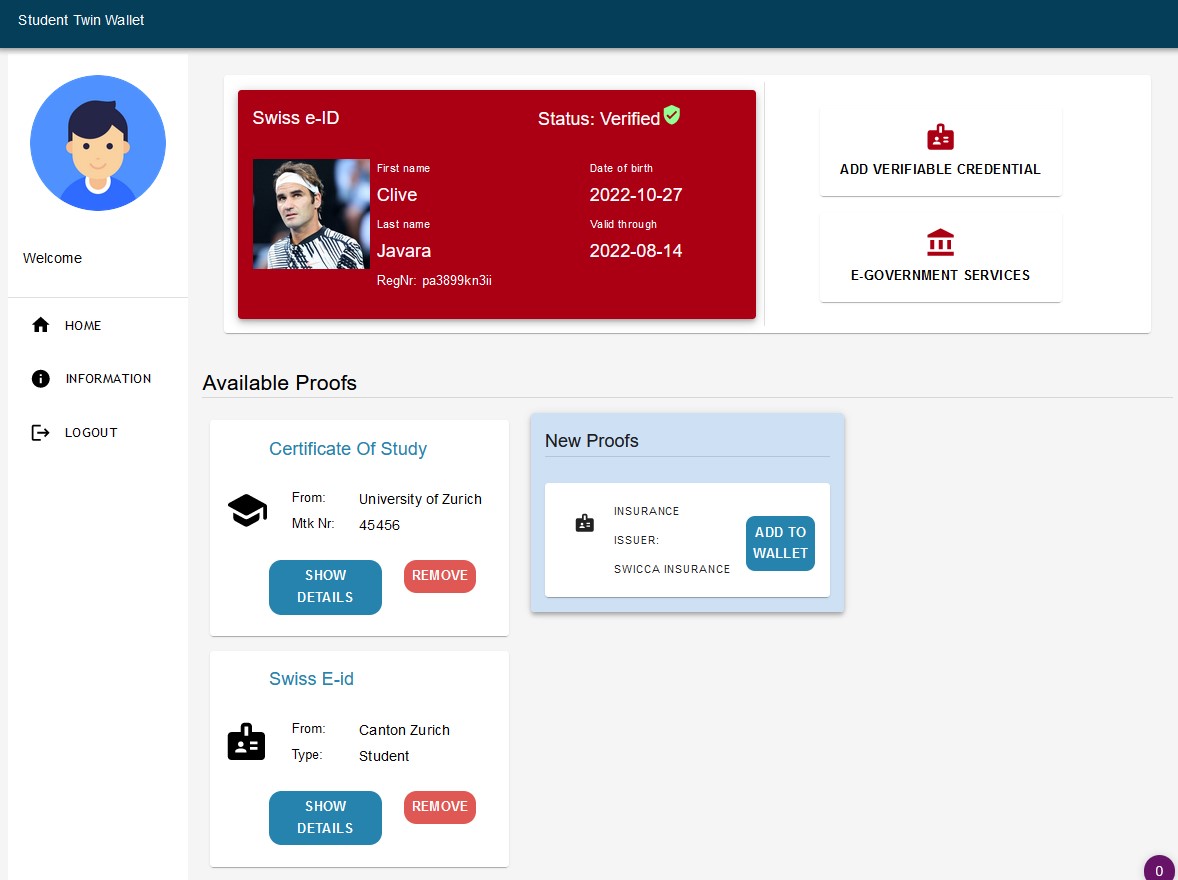 Student Twin Wallet
Welcome
HOME
INFORMATION
LOGOUT
Swiss e-ID
Status: Verified
First name
Clive
Last name
Javara
RegNr: pa3899kn3ii
Date of birth
2022-10-27
Valid through
2022-08-14
ADD VERIFIABLE CREDENTIAL
E-GOVERNMENT SERVICES
Available Proofs
Certificate Of Study
From: University of Zurich
Mtk Nr: 45456
SHOW
DETAILS
REMOVE
New Proofs
INSURANCE
ISSUER:
SWICCA INSURANCE
ADD TO
WALLET
Swiss E-id
From: Canton Zurich
Type: Student
SHOW
DETAILS
REMOVE
0